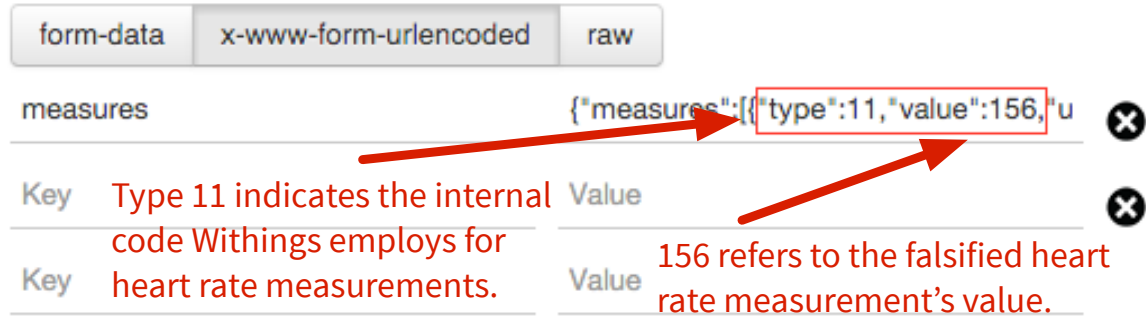 form-data x-www-form-urlencoded raw
measures {"measures":[{"type":11,"value":156,"u
Key Value
Type 11 indicates the internal
code Withings employs for
heart rate measurements.
Key Value
156 refers to the falsified heart
rate measurement’s value.